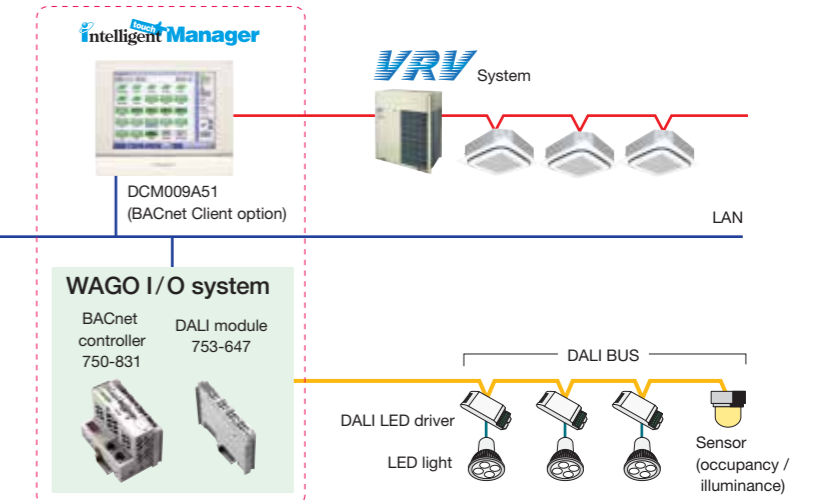 touch
intelligent Manager
VRV System
DCM009A51
(BACnet Client option)
LAN
WAGO I/O system
BACnet
controller
750-831
DALI module
753-647
DALI BUS
DALI LED driver
LED light
Sensor
(occupancy /
illuminance)